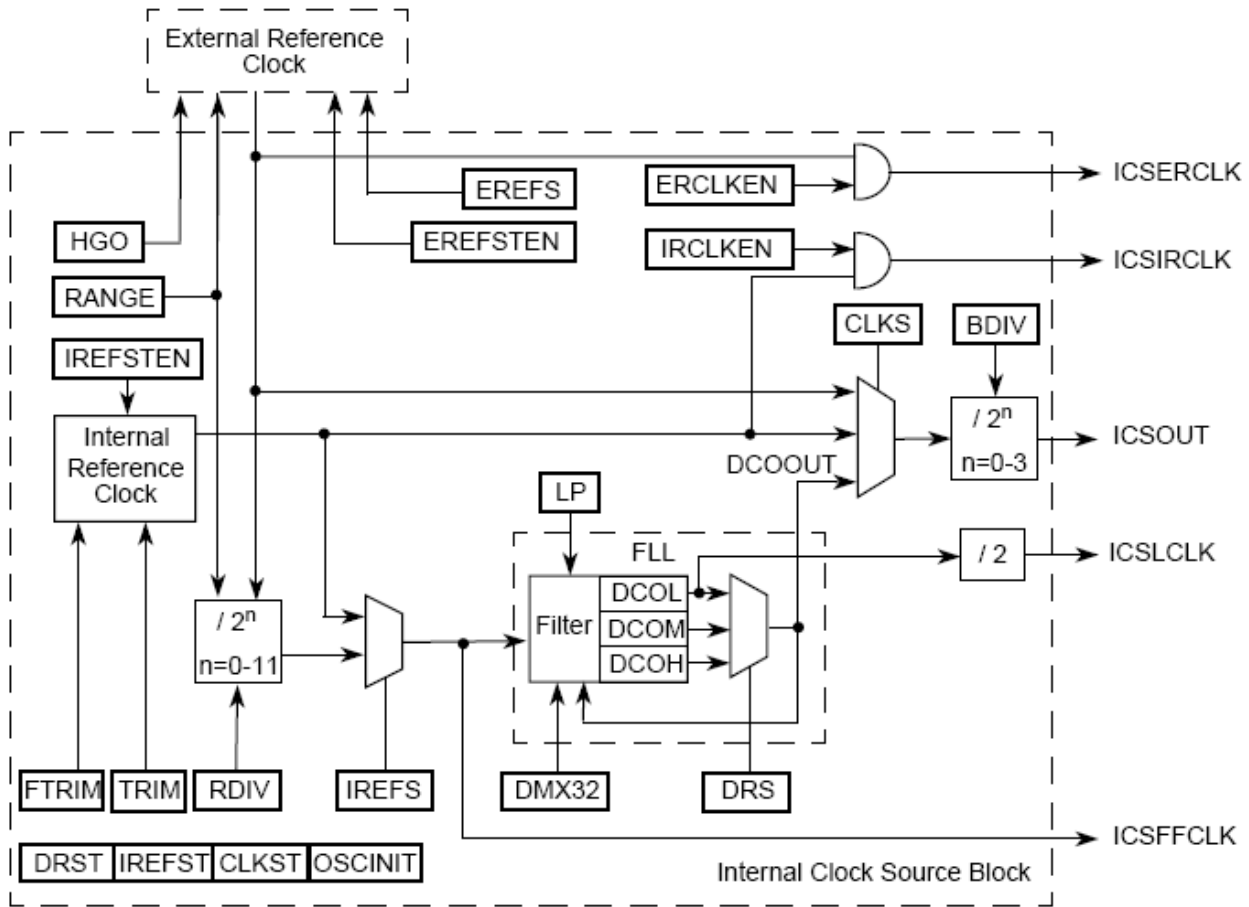 External Reference
Clock
EREFS
ERCLKEN
ICSERCLK
HGO
EREFSTEN
IRCLKEN
ICSIRCLK
RANGE
CLKS
BDIV
IREFSTEN
Internal
Reference
Clock
/ 2ⁿ
n=0-3
ICSOUT
DCOOUT
LP
FLL
/ 2
ICSLCLK
/ 2ⁿ
n=0-11
Filter
DCOL
DCOM
DCOH
FTRIM
TRIM
RDIV
IREFS
DMX32
DRS
ICSFFCLK
DRST
IREFST
CLKST
OSCINIT
Internal Clock Source Block